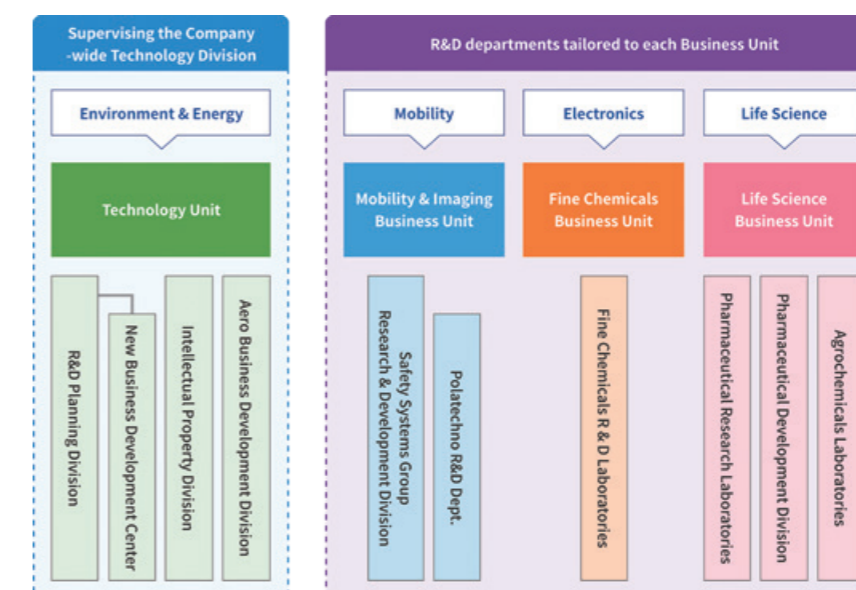 Supervising the Company
-wide Technology Division
Environment & Energy
Technology Unit
R&D Planning Division
New Business Development Center
Intellectual Property Division
Aero Business Development Division
R&D departments tailored to each Business Unit
Mobility
Mobility & Imaging
Business Unit
Safety Systems Group
Research & Development Division
Polatechno R&D Dept.
Electronics
Fine Chemicals
Business Unit
Fine Chemicals R & D Laboratories
Life Science
Life Science
Business Unit
Pharmaceutical Research Laboratories
Pharmaceutical Development Division
Agrochemicals Laboratories